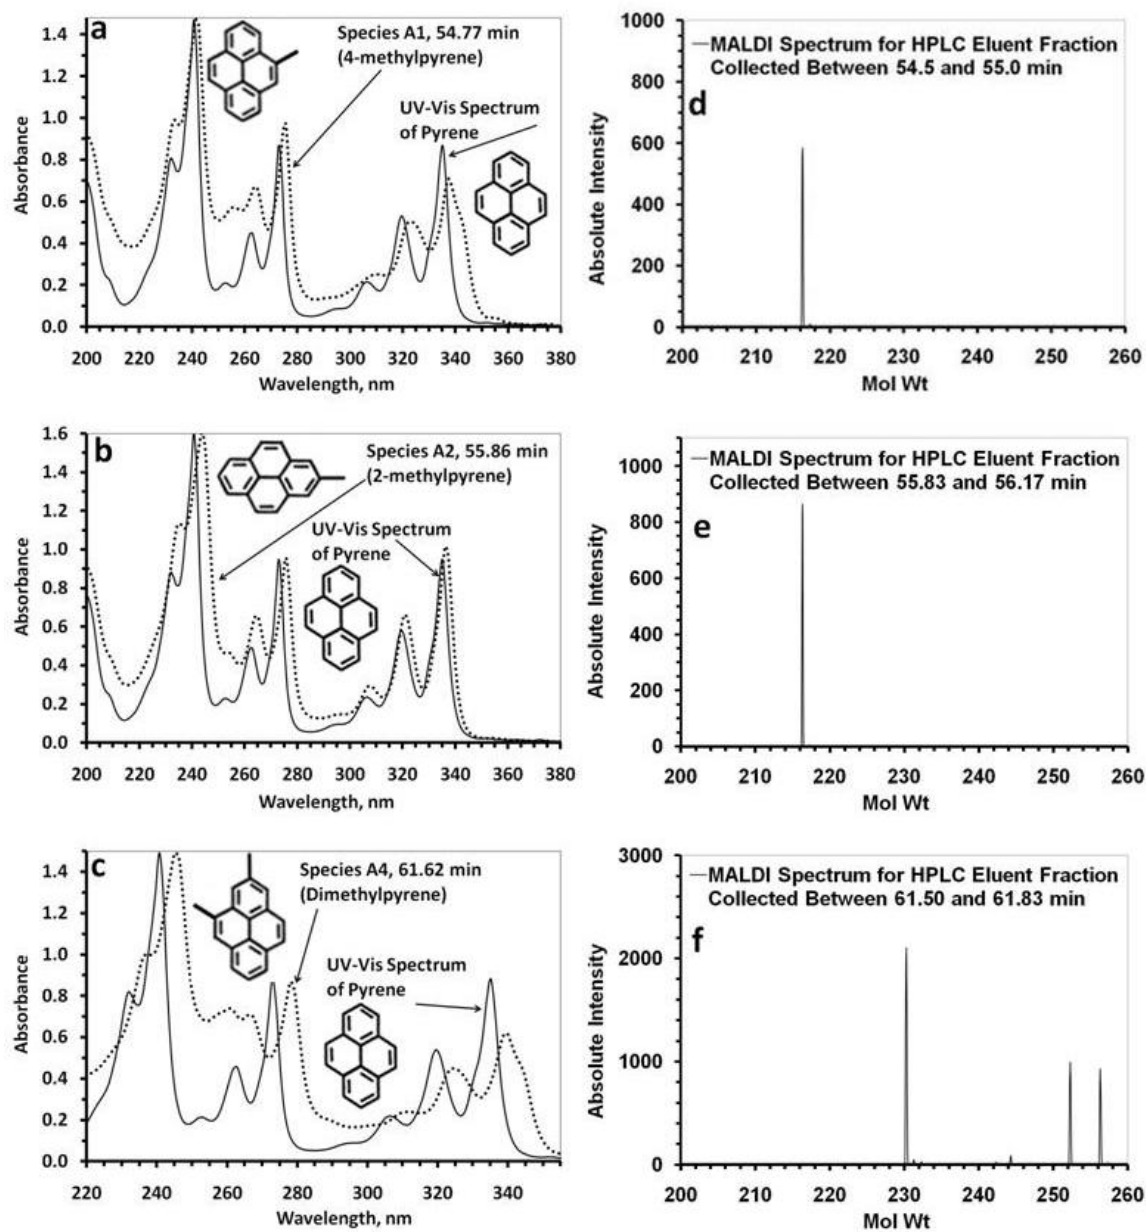 a
Species A1, 54.77 min
(4-methylpyrene)
UV-Vis Spectrum
of Pyrene
Absorbance
1.4
1.2
1.0
0.8
0.6
0.4
0.2
0.0
200 220 240 260 280 300 320 340 360 380
Wavelength, nm
d
MALDI Spectrum for HPLC Eluent Fraction
Collected Between 54.5 and 55.0 min
Absolute Intensity
1000
800
600
400
200
0
200 210 220 230 240 250 260
Mol Wt
b
Species A2, 55.86 min
(2-methylpyrene)
UV-Vis Spectrum
of Pyrene
Absorbance
1.6
1.4
1.2
1.0
0.8
0.6
0.4
0.2
0.0
200 220 240 260 280 300 320 340 360 380
Wavelength, nm
e
MALDI Spectrum for HPLC Eluent Fraction
Collected Between 55.83 and 56.17 min
Absolute Intensity
1000
800
600
400
200
0
200 210 220 230 240 250 260
Mol Wt
c
Species A4, 61.62 min
(Dimethylpyrene)
UV-Vis Spectrum
of Pyrene
Absorbance
1.4
1.2
1.0
0.8
0.6
0.4
0.2
0.0
220 240 260 280 300 320 340
Wavelength, nm
f
MALDI Spectrum for HPLC Eluent Fraction
Collected Between 61.50 and 61.83 min
Absolute Intensity
3000
2000
1000
0
200 210 220 230 240 250 260
Mol Wt